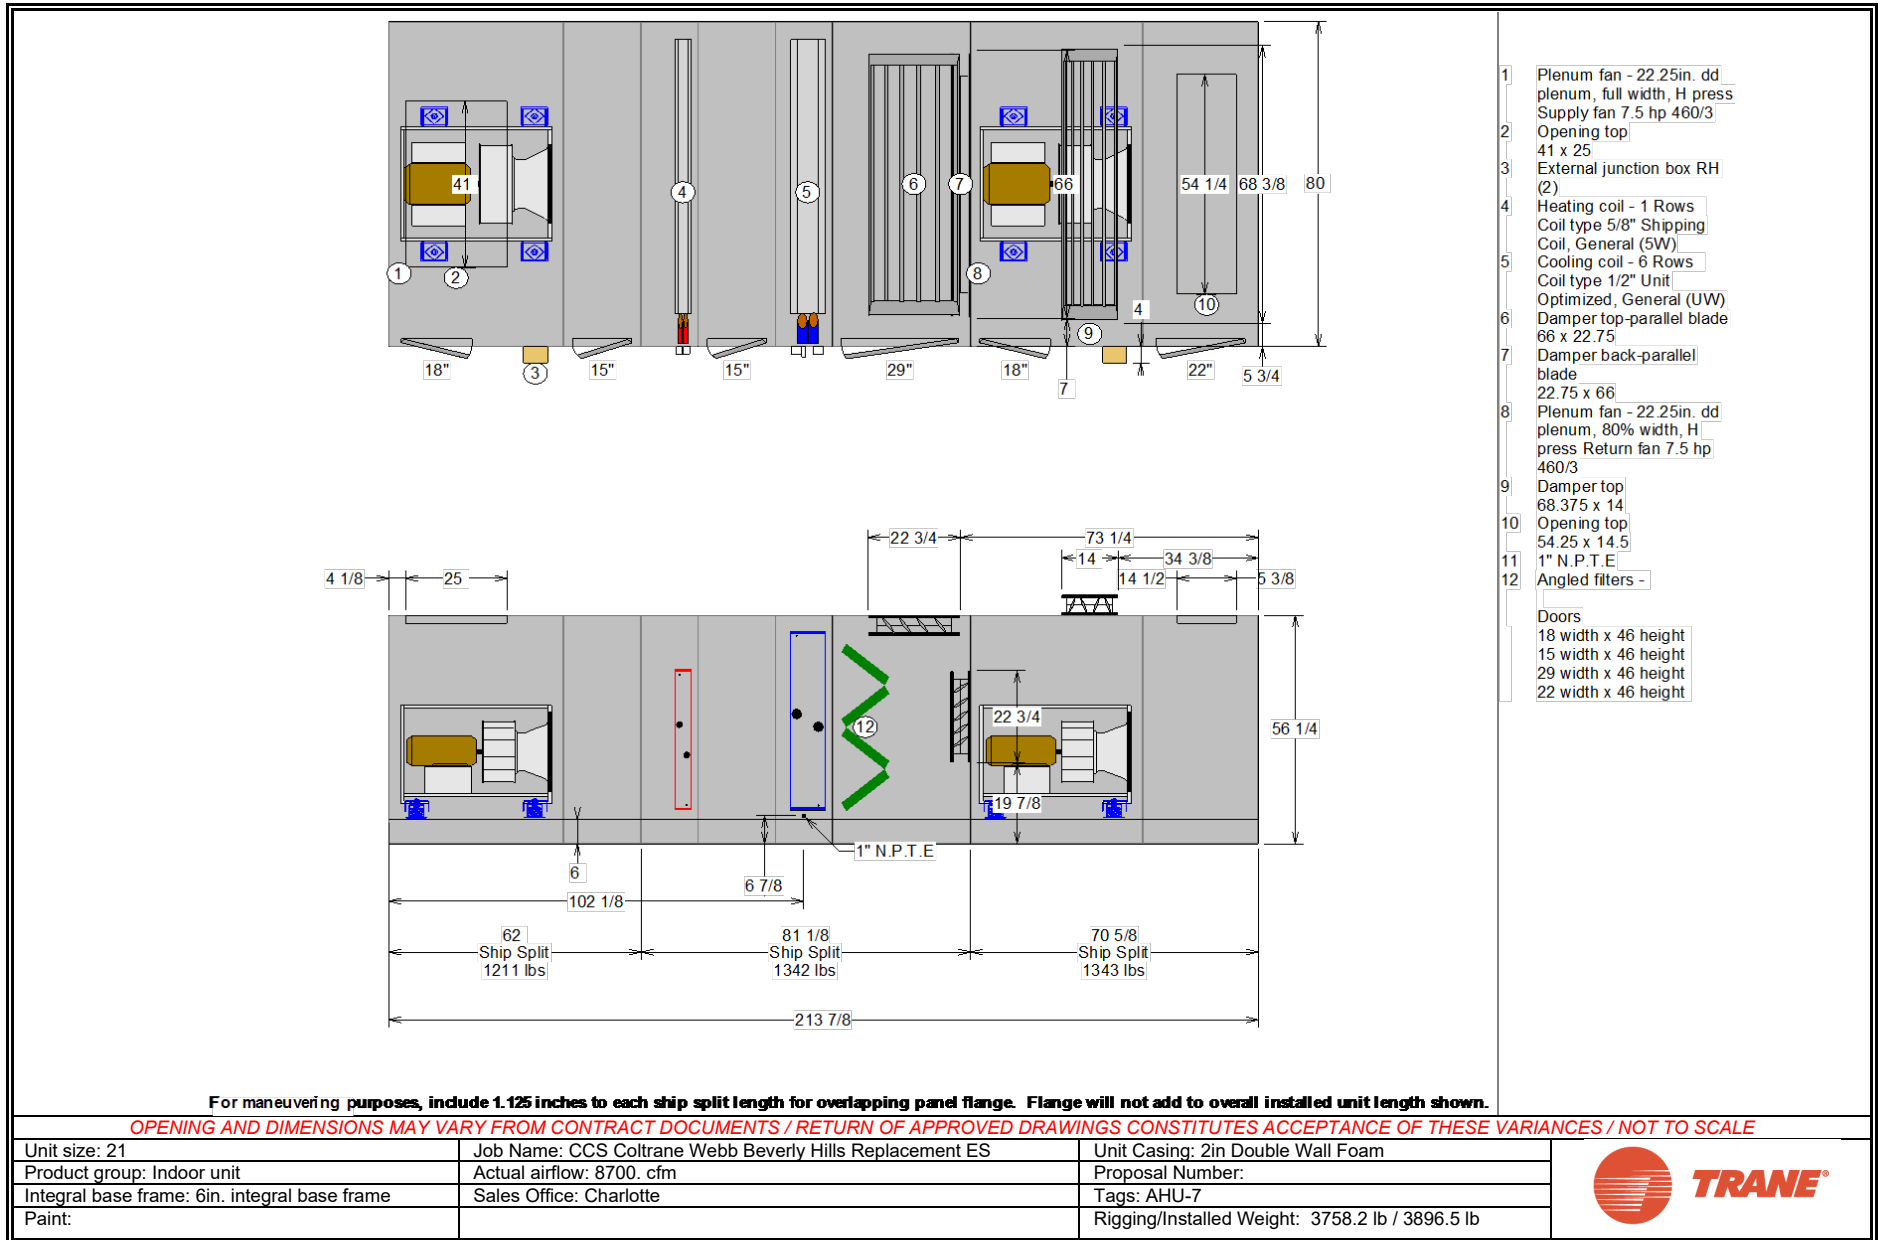 41
4
5
6
7
66
54 1/4
68 3/8
80
1
2
8
10
4
9
18"
3
15"
15"
29"
18"
7
22"
5 3/4
1 Plenum fan - 22.25in. dd
plenum, full width, H press
Supply fan 7.5 hp 460/3
2 Opening top
41 x 25
3 External junction box RH
(2)
4 Heating coil - 1 Rows
Coil type 5/8" Shipping
Coil, General (5W)
5 Cooling coil - 6 Rows
Coil type 1/2" Unit
Optimized, General (UW)
6 Damper top-parallel blade
66 x 22.75
7 Damper back-parallel
blade
22.75 x 66
8 Plenum fan - 22.25in. dd
plenum, 80% width, H
press Return fan 7.5 hp
460/3
9 Damper top
68.375 x 14
10 Opening top
54.25 x 14.5
11 1" N.P.T.E
12 Angled filters -
Doors
18 width x 46 height
15 width x 46 height
29 width x 46 height
22 width x 46 height
22 3/4
73 1/4
14
34 3/8
4 1/8
25
14 1/2
5 3/8
12
22 3/4
56 1/4
19 7/8
1" N.P.T.E
6
6 7/8
102 1/8
62
Ship Split
1211 lbs
81 1/8
Ship Split
1342 lbs
70 5/8
Ship Split
1343 lbs
213 7/8
For maneuvering purposes, include 1.125 inches to each ship split length for overlapping panel flange. Flange will not add to overall installed unit length shown.
OPENING AND DIMENSIONS MAY VARY FROM CONTRACT DOCUMENTS / RETURN OF APPROVED DRAWINGS CONSTITUTES ACCEPTANCE OF THESE VARIANCES / NOT TO SCALE
Unit size: 21
Job Name: CCS Coltrane Webb Beverly Hills Replacement ES
Unit Casing: 2in Double Wall Foam
Product group: Indoor unit
Actual airflow: 8700. cfm
Proposal Number:
Integral base frame: 6in. integral base frame
Sales Office: Charlotte
Tags: AHU-7
Paint:
Rigging/Installed Weight: 3758.2 lb / 3896.5 lb
TRANE®